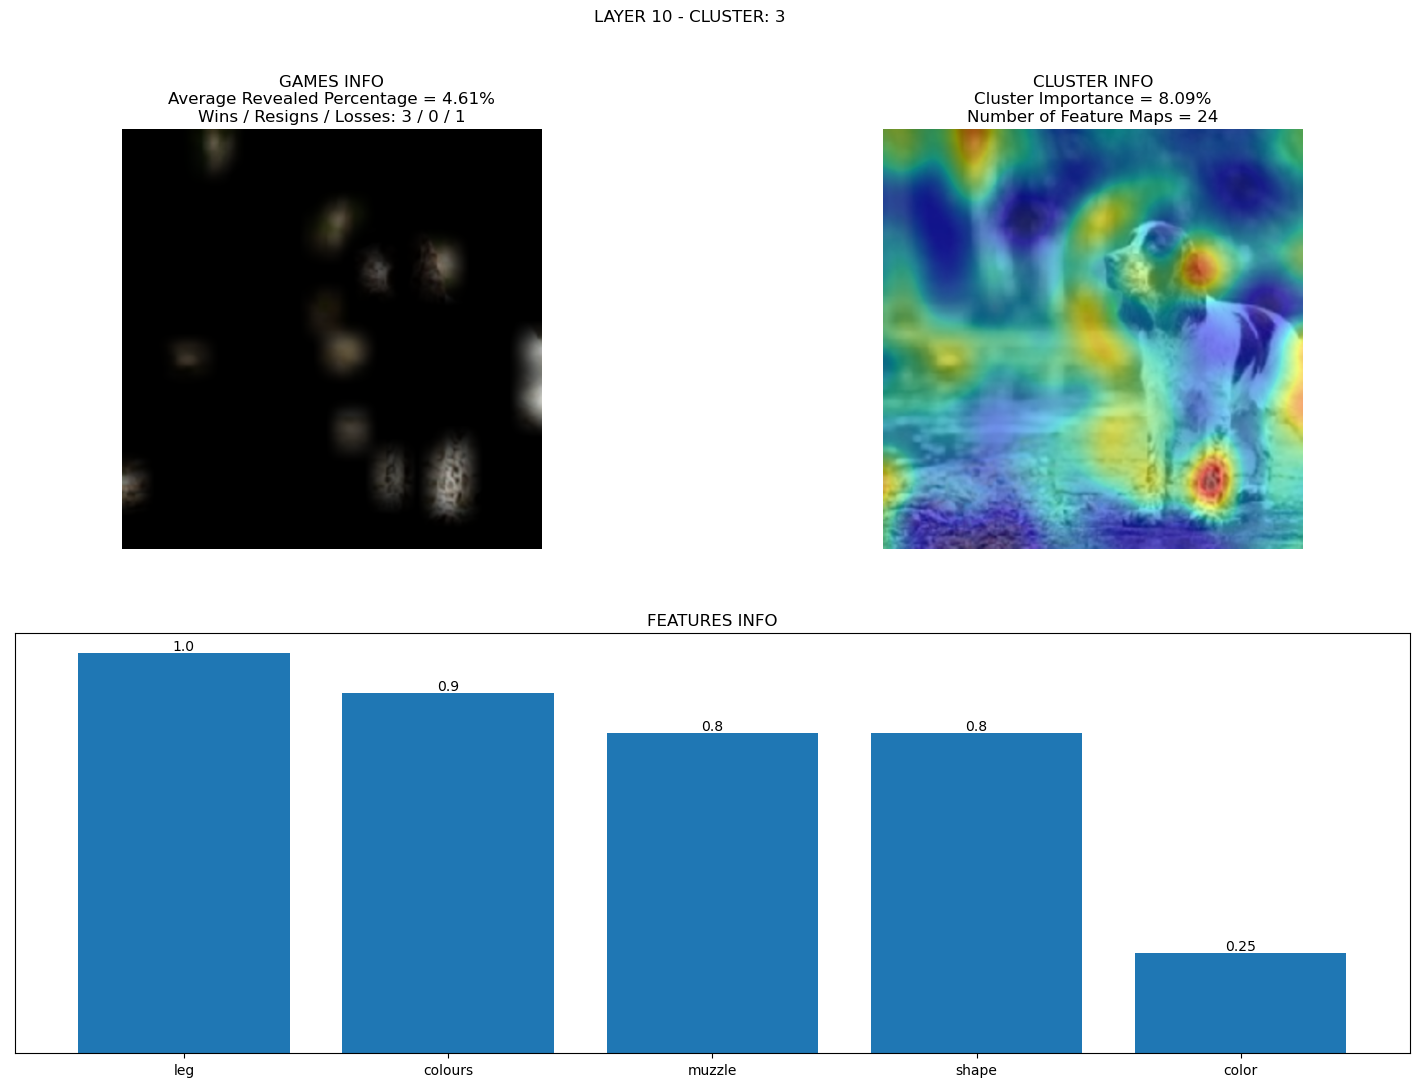 LAYER 10 - CLUSTER: 3
GAMES INFO
Average Revealed Percentage = 4.61%
Wins / Resigns / Losses: 3 / 0 / 1
CLUSTER INFO
Cluster Importance = 8.09%
Number of Feature Maps = 24
FEATURES INFO
1.0
0.9
0.8
0.8
0.25
leg
colours
muzzle
shape
color